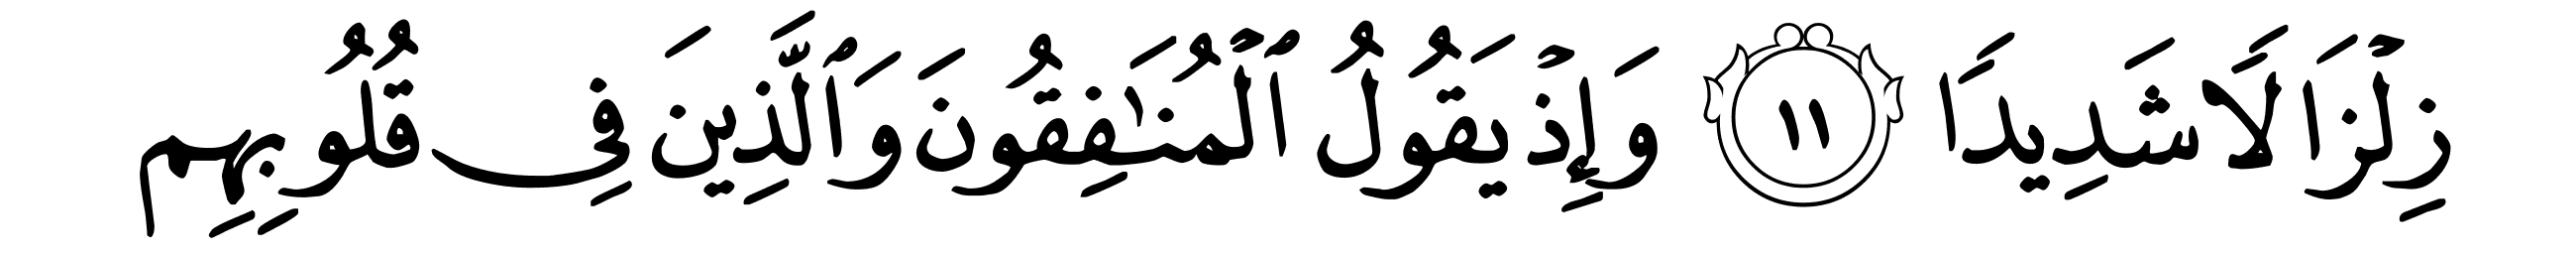 زِلْزَالًا شَدِيدًا ١١ وَإِذْ يَقُولُ ٱلْمُنَٰفِقُونَ وَٱلَّذِينَ فِى قُلُوبِهِم